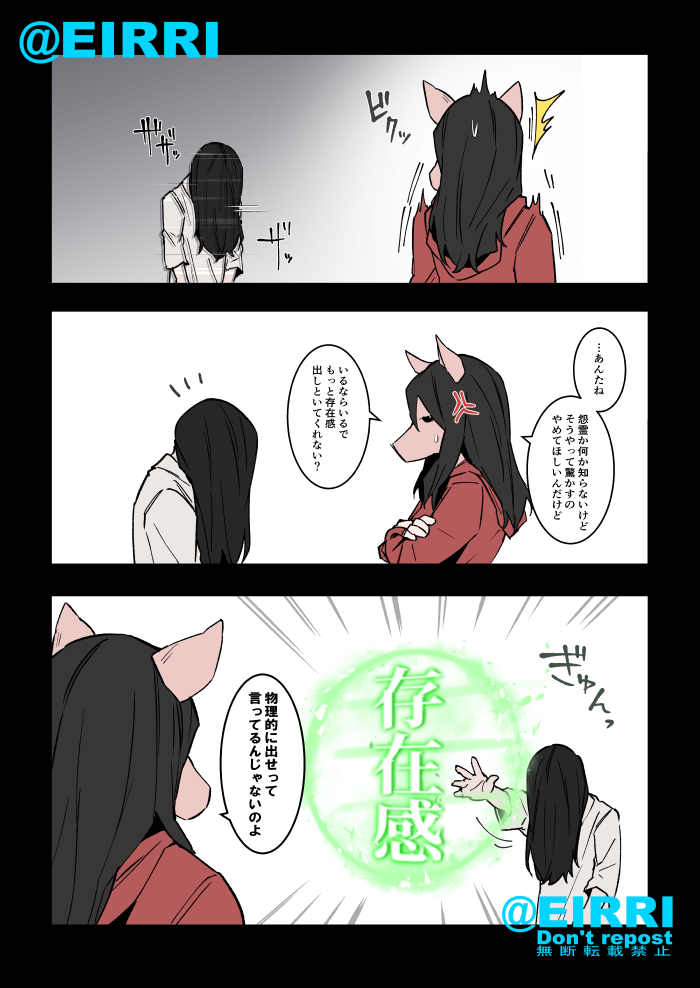 @EIRRI
ビクッ
ザザザッ
ザザッ
…あんたね
怨霊か何か知らないけど
そうやって驚かすの
やめてほしいんだけど
いるならいるで
もっと存在感
出しといてくれない？
ぎゅんっ
存在感
物理的に出せって
言ってるんじゃないのよ
@EIRRI
Don't repost
無断転載禁止